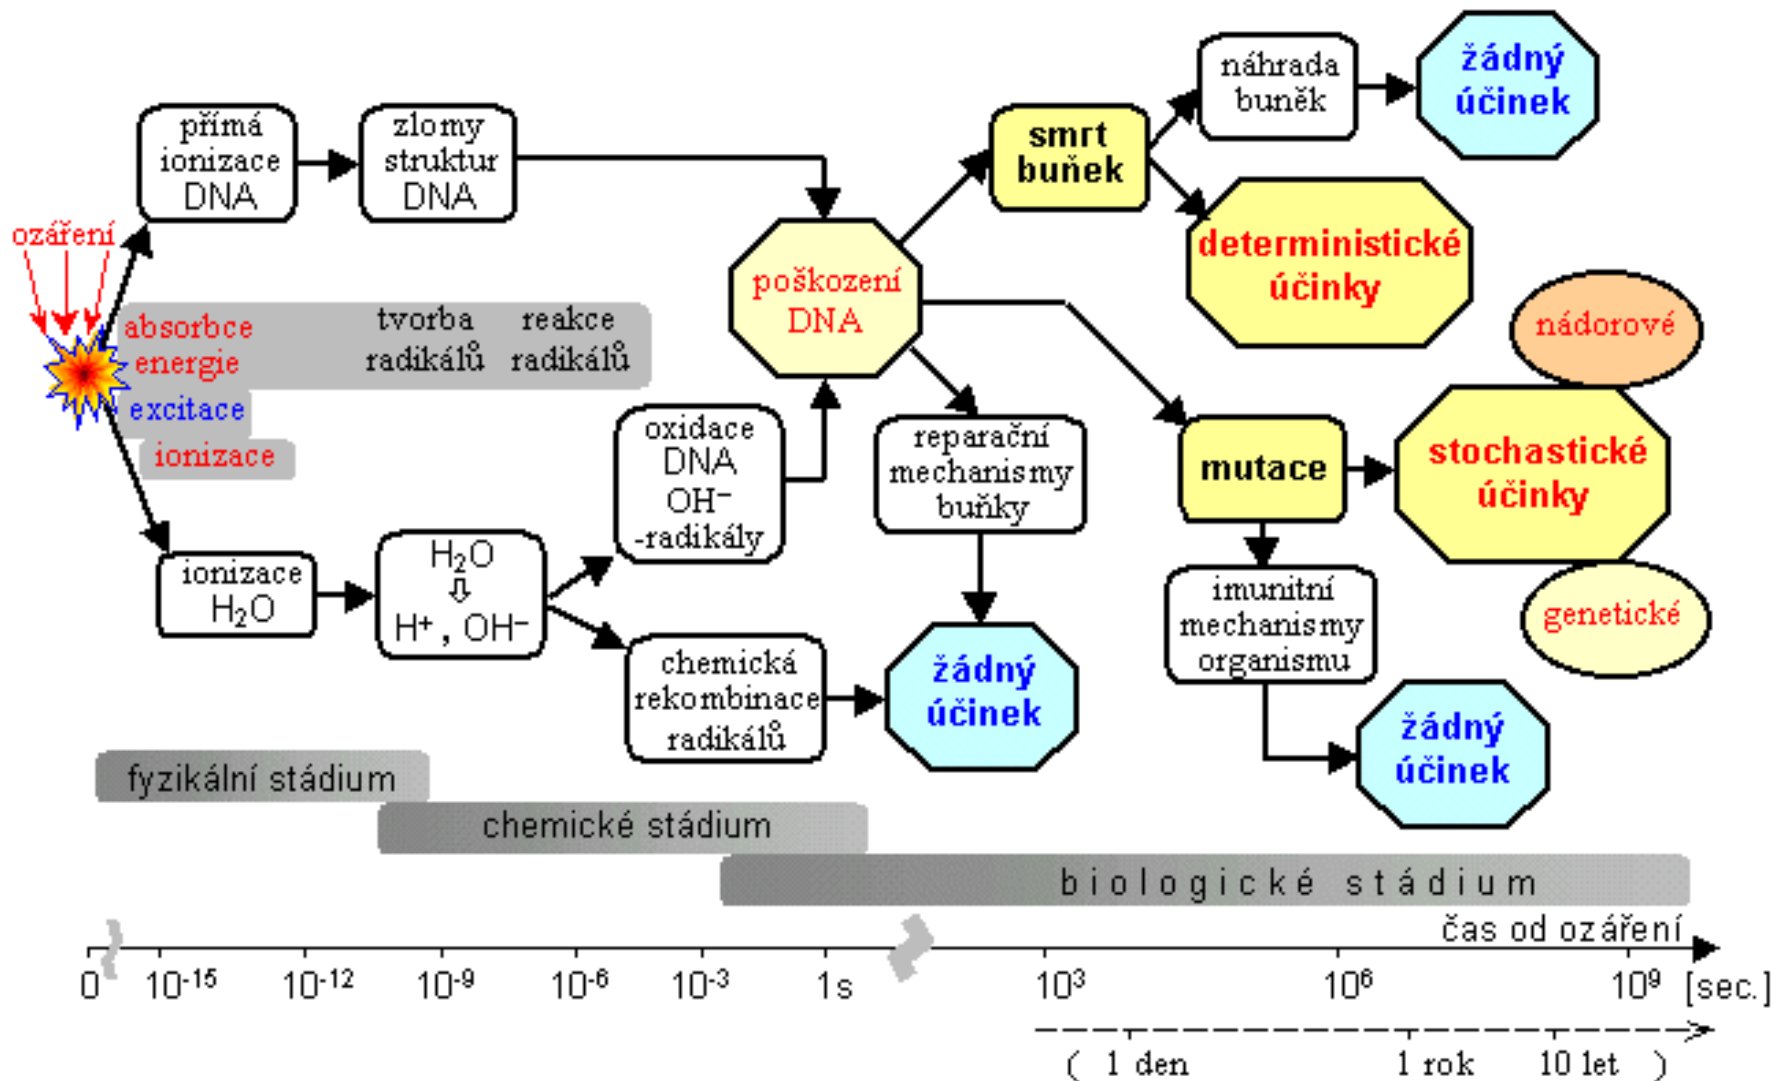 náhrada
buněk
žádný
účinek
přímá
ionizace
DNA
zlomy
struktur
DNA
smrt
buňek
deterministické
účinky
ozáření
absorbce
energie
excitace
ionizace
tvorba
radikálů
reakce
radikálů
poškození
DNA
nádorové
oxidace
DNA
OH⁻
-radikály
reparační
mechanismy
buňky
mutace
stochastické
účinky
genetické
ionizace
H₂O
H₂O
⇩
H⁺ , OH⁻
chemická
rekombinace
radikálů
žádný
účinek
imunitní
mechanismy
organismu
žádný
účinek
fyzikální stádium
chemické stádium
biologické stádium
čas od ozáření
0 10⁻¹⁵ 10⁻¹² 10⁻⁹ 10⁻⁶ 10⁻³ 1s 10³ 10⁶ 10⁹ [sec.]
( 1 den 1 rok 10 let )